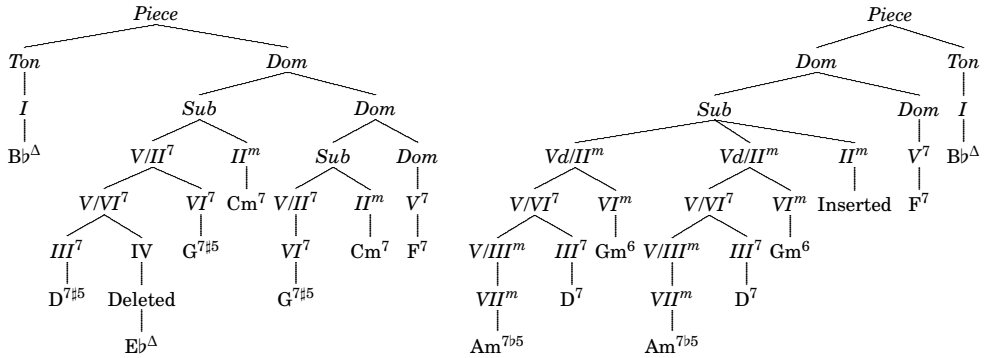 Piece Piece
Ton Dom Dom Ton
I Sub Dom Sub Dom I
B♭Δ V/II7 IIm Sub Dom Vd/IIm Vd/IIm IIm V7 B♭Δ
V/VI7 VI7 Cm7 V/II7 IIm V7 V/VI7 VIm V/VI7 VIm Inserted F7
III7 IV G7♯5 VI7 Cm7 F7 V/IIIm III7 Gm6 V/IIIm III7 Gm6
D7♯5 Deleted G7♯5 VIIm D7 VIIm D7
E♭Δ Am7♭5 Am7♭5